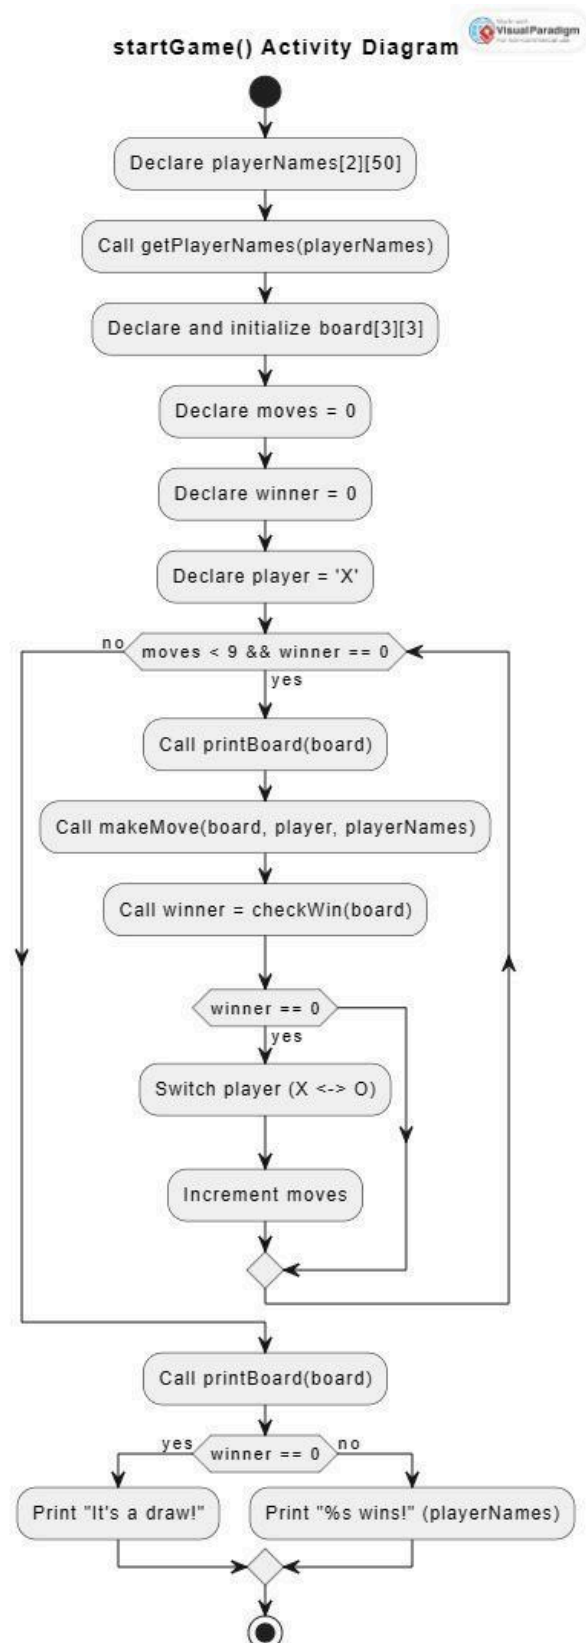 VisualParadigm
startGame() Activity Diagram
Declare playerNames[2][50]
Call getPlayerNames(playerNames)
Declare and initialize board[3][3]
Declare moves = 0
Declare winner = 0
Declare player = 'X'
no
moves < 9 && winner == 0
yes
Call printBoard(board)
Call makeMove(board, player, playerNames)
Call winner = checkWin(board)
winner == 0
yes
Switch player (X <-> O)
Increment moves
Call printBoard(board)
yes
winner == 0
no
Print "It's a draw!"
Print "%s wins!" (playerNames)